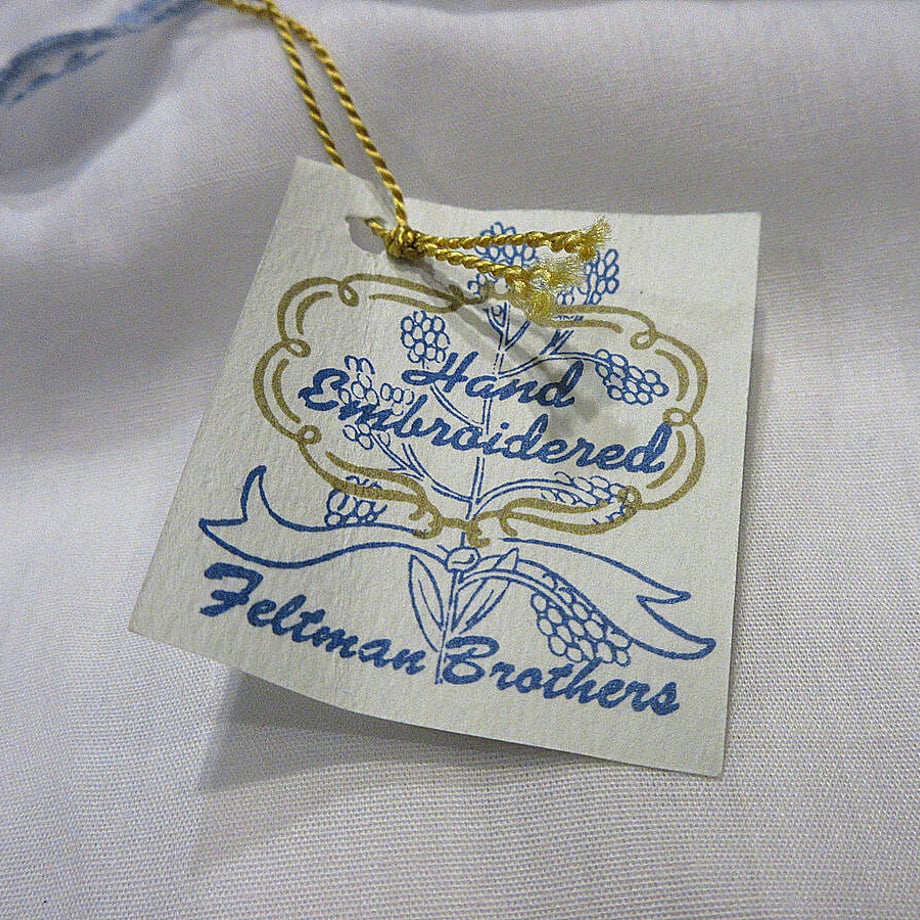 Hand
Embroidered
Feltman Brothers